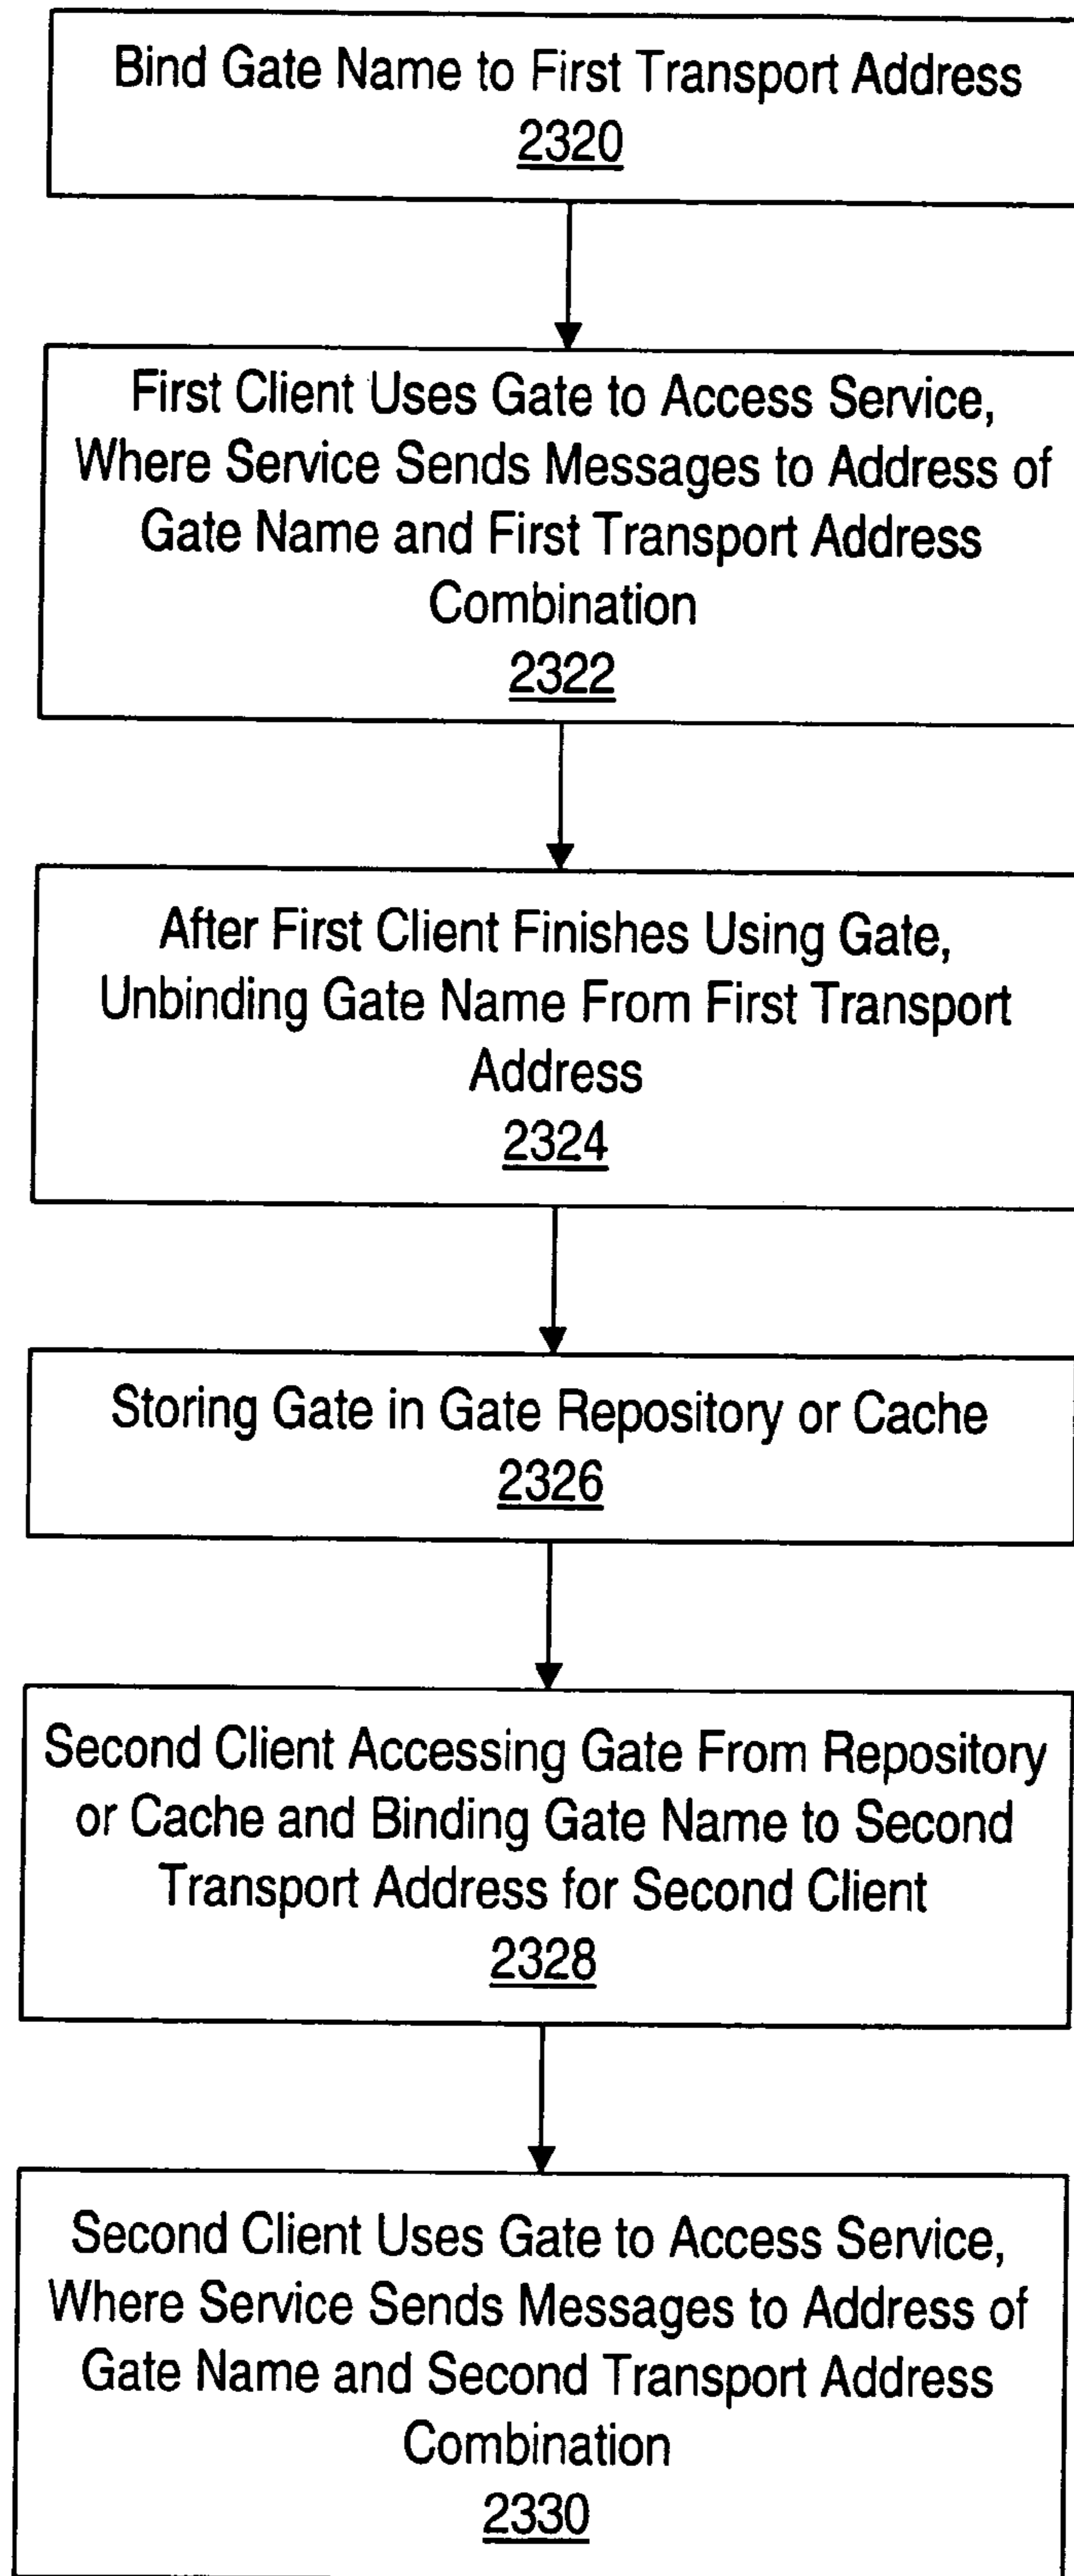 Bind Gate Name to First Transport Address
2320
First Client Uses Gate to Access Service,
Where Service Sends Messages to Address of
Gate Name and First Transport Address
Combination
2322
After First Client Finishes Using Gate,
Unbinding Gate Name From First Transport
Address
2324
Storing Gate in Gate Repository or Cache
2326
Second Client Accessing Gate From Repository
or Cache and Binding Gate Name to Second
Transport Address for Second Client
2328
Second Client Uses Gate to Access Service,
Where Service Sends Messages to Address of
Gate Name and Second Transport Address
Combination
2330